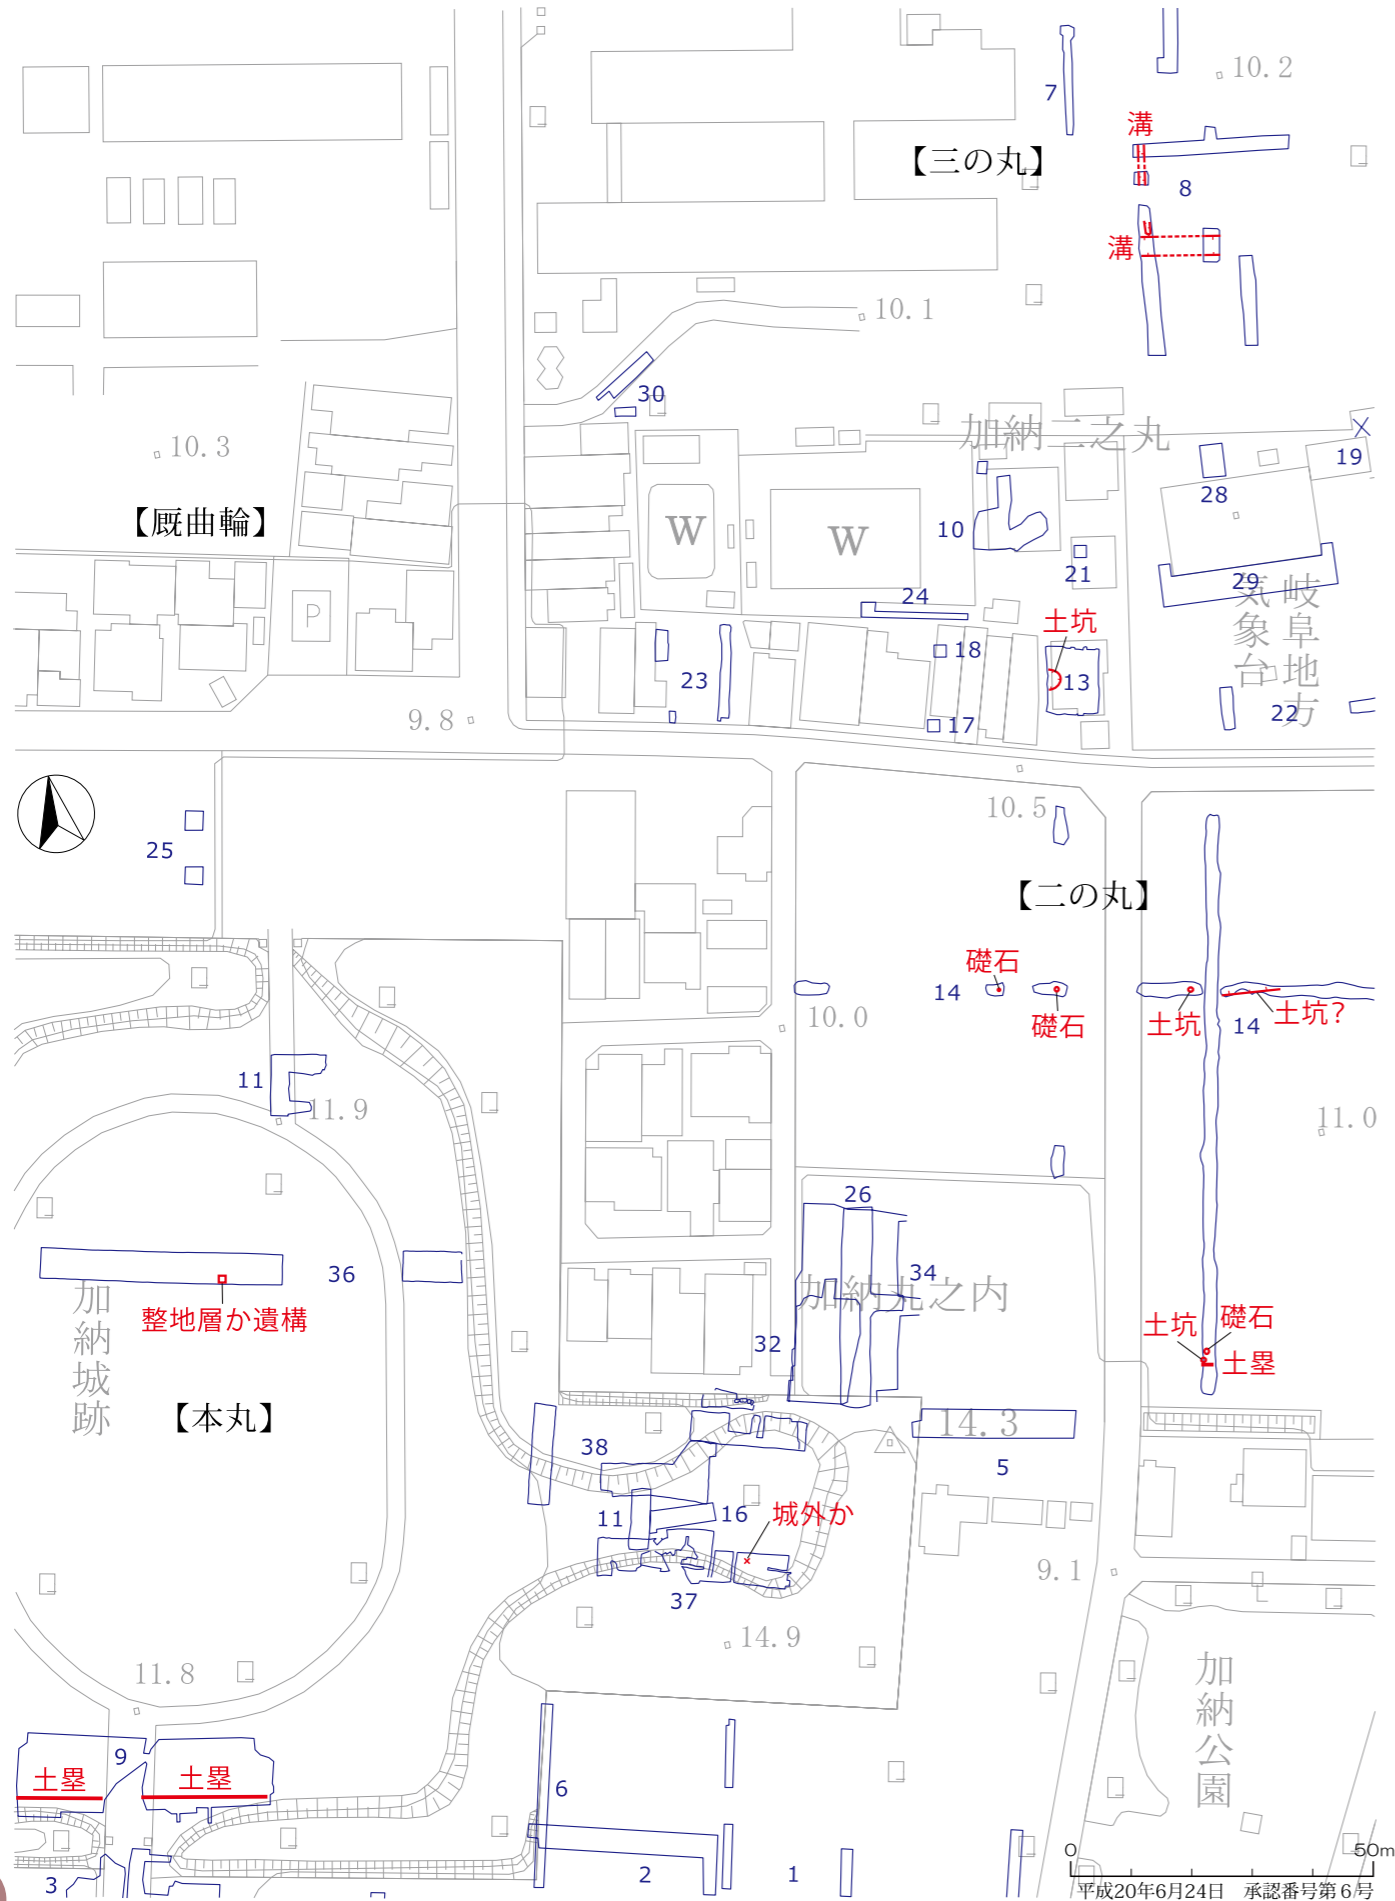 10.2
7
溝
【三の丸】
8
溝
10.1
30
加納二之丸
10.3
19
28
【厩曲輪】
W
W
10
21
29
岐阜地方
気象台
24
P
土坑
18
13
23
22
9.8
17
10.5
25
【二の丸】
礎石
14
10.0
礎石
土坑
14
土坑？
11
11.9
11.0
26
36
34
加納丸之内
整地層か遺構
加納城跡
32
土坑
礎石
土塁
【本丸】
14.3
38
5
11
16
城外か
9.1
37
14.9
11.8
加納公園
9
土塁
土塁
6
3
2
1
0
50m
平成20年6月24日　承認番号第６号